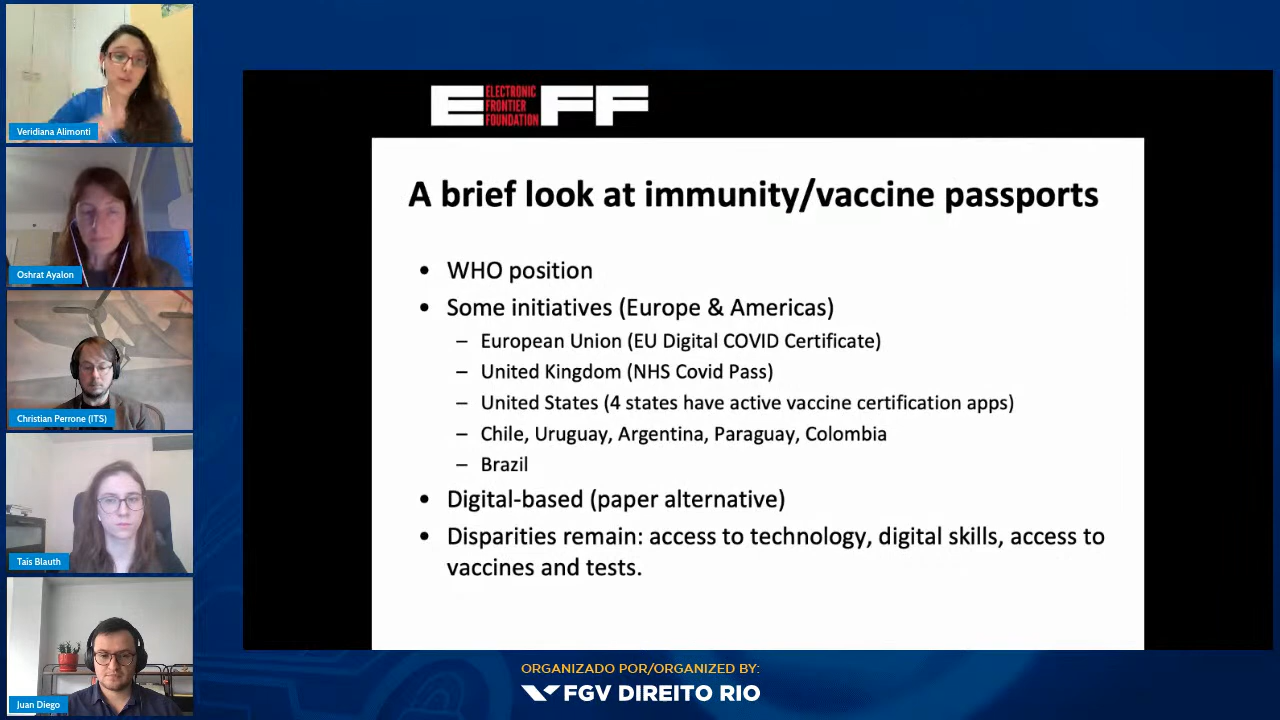 Veridiana Alimonti
Oshrat Ayalon
Christian Perrone (ITS)
Taís Blauth
Juan Diego
ELECTRONIC
FRONTIER
FOUNDATION
EFF
A brief look at immunity/vaccine passports
• WHO position
• Some initiatives (Europe & Americas)
– European Union (EU Digital COVID Certificate)
– United Kingdom (NHS Covid Pass)
– United States (4 states have active vaccine certification apps)
– Chile, Uruguay, Argentina, Paraguay, Colombia
– Brazil
• Digital-based (paper alternative)
• Disparities remain: access to technology, digital skills, access to
vaccines and tests.
ORGANIZADO POR/ORGANIZED BY:
FGV DIREITO RIO